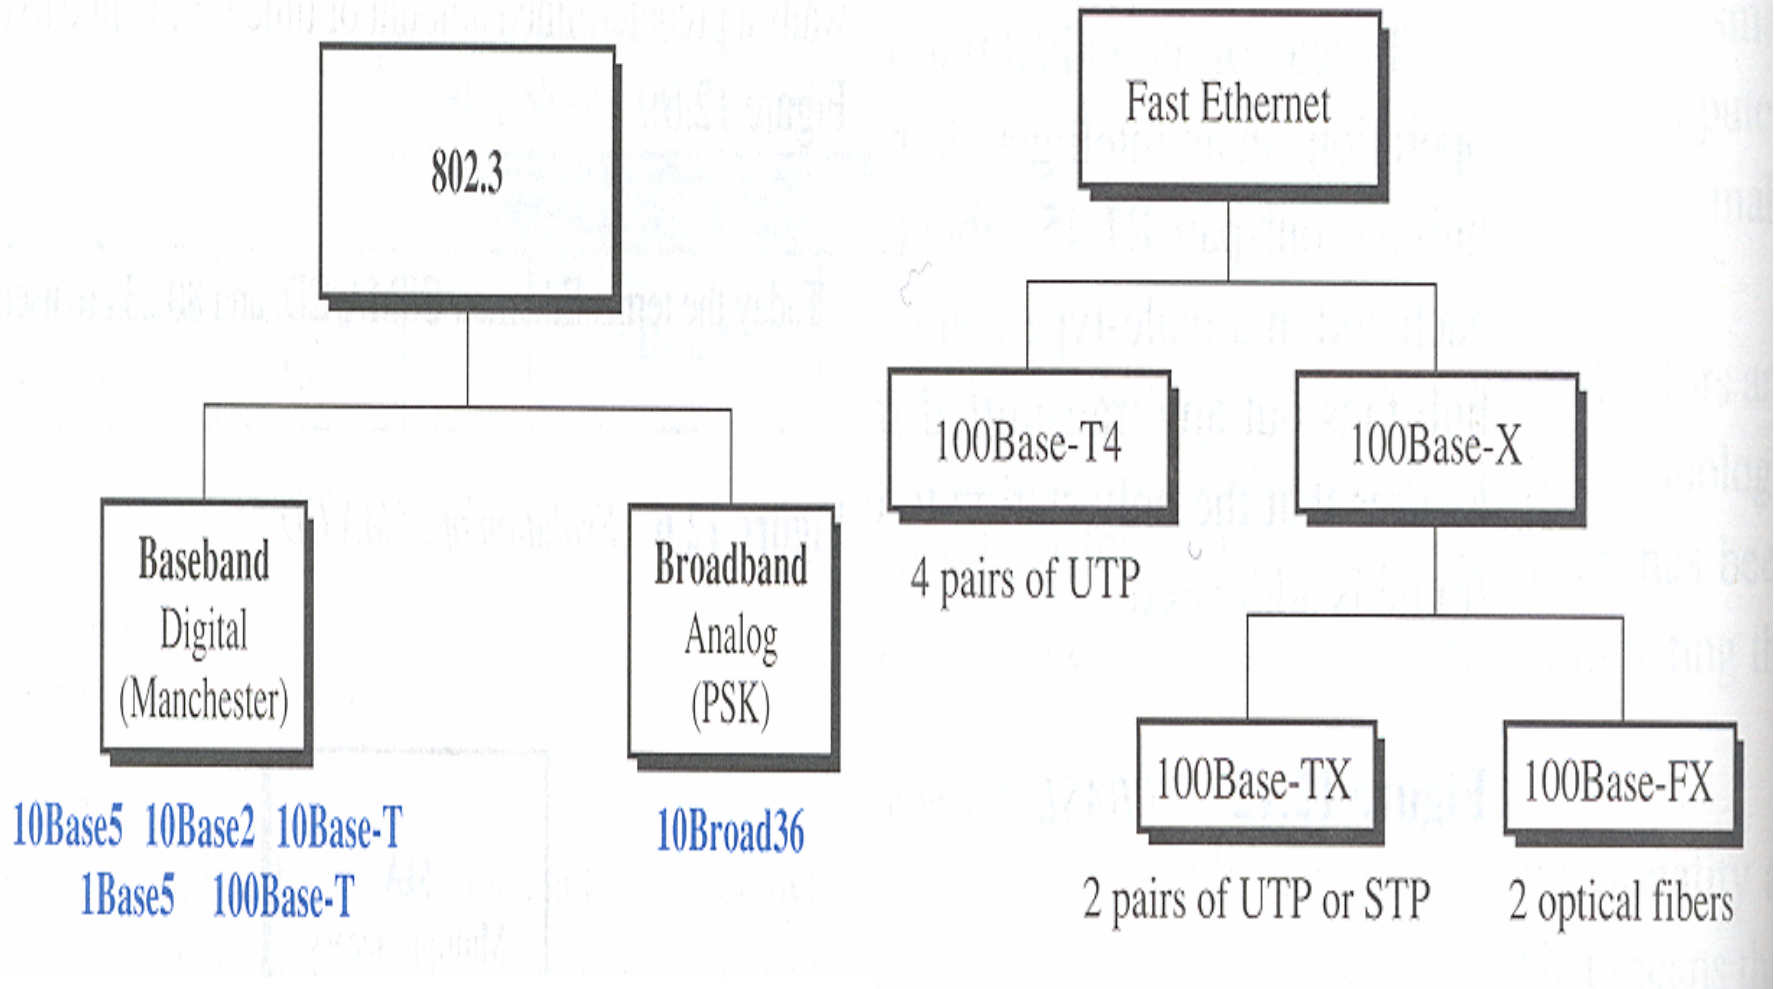 802.3
Baseband
Digital
(Manchester)
Broadband
Analog
(PSK)
10Base5 10Base2 10Base-T
1Base5 100Base-T
10Broad36
Fast Ethernet
100Base-T4
100Base-X
4 pairs of UTP
100Base-TX
100Base-FX
2 pairs of UTP or STP
2 optical fibers